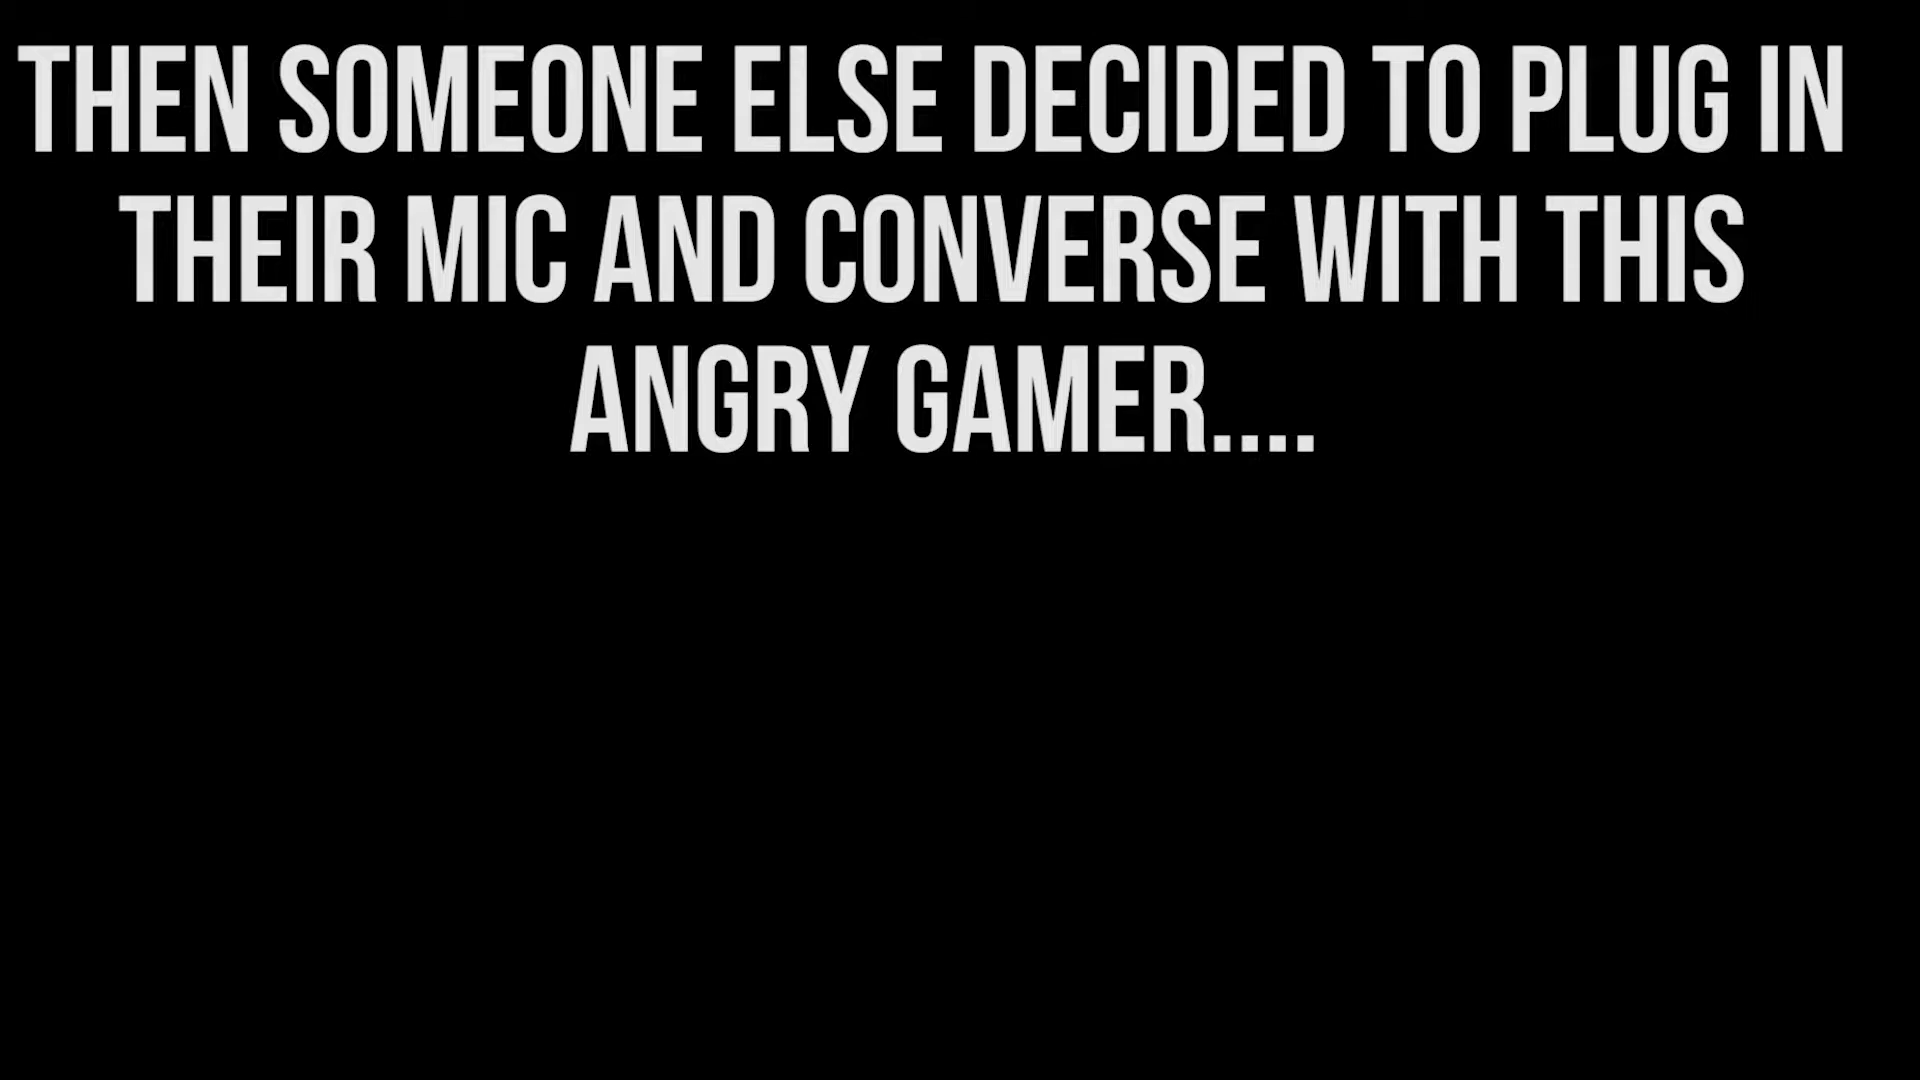 THEN SOMEONE ELSE DECIDED TO PLUG IN
THEIR MIC AND CONVERSE WITH THIS
ANGRY GAMER....